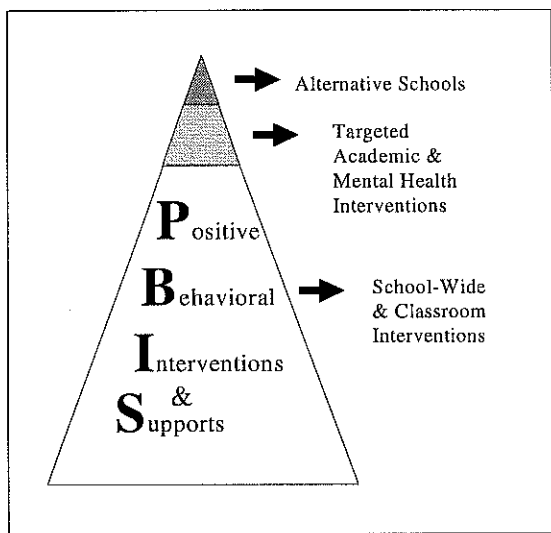 Alternative Schools
Targeted
Academic &
Mental Health
Interventions
Positive
Behavioral
Interventions
&
Supports
School-Wide
& Classroom
Interventions